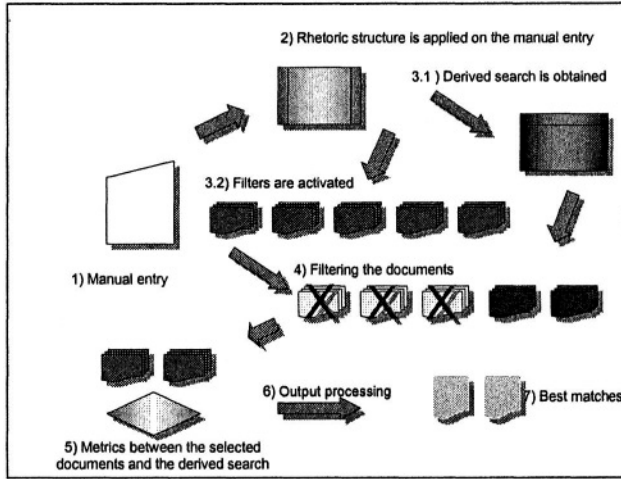 2) Rhetoric structure is applied on the manual entry
3.1 ) Derived search is obtained
3.2) Filters are activated
1) Manual entry
4) Filtering the documents
6) Output processing
7) Best matches
5) Metrics between the selected
documents and the derived search